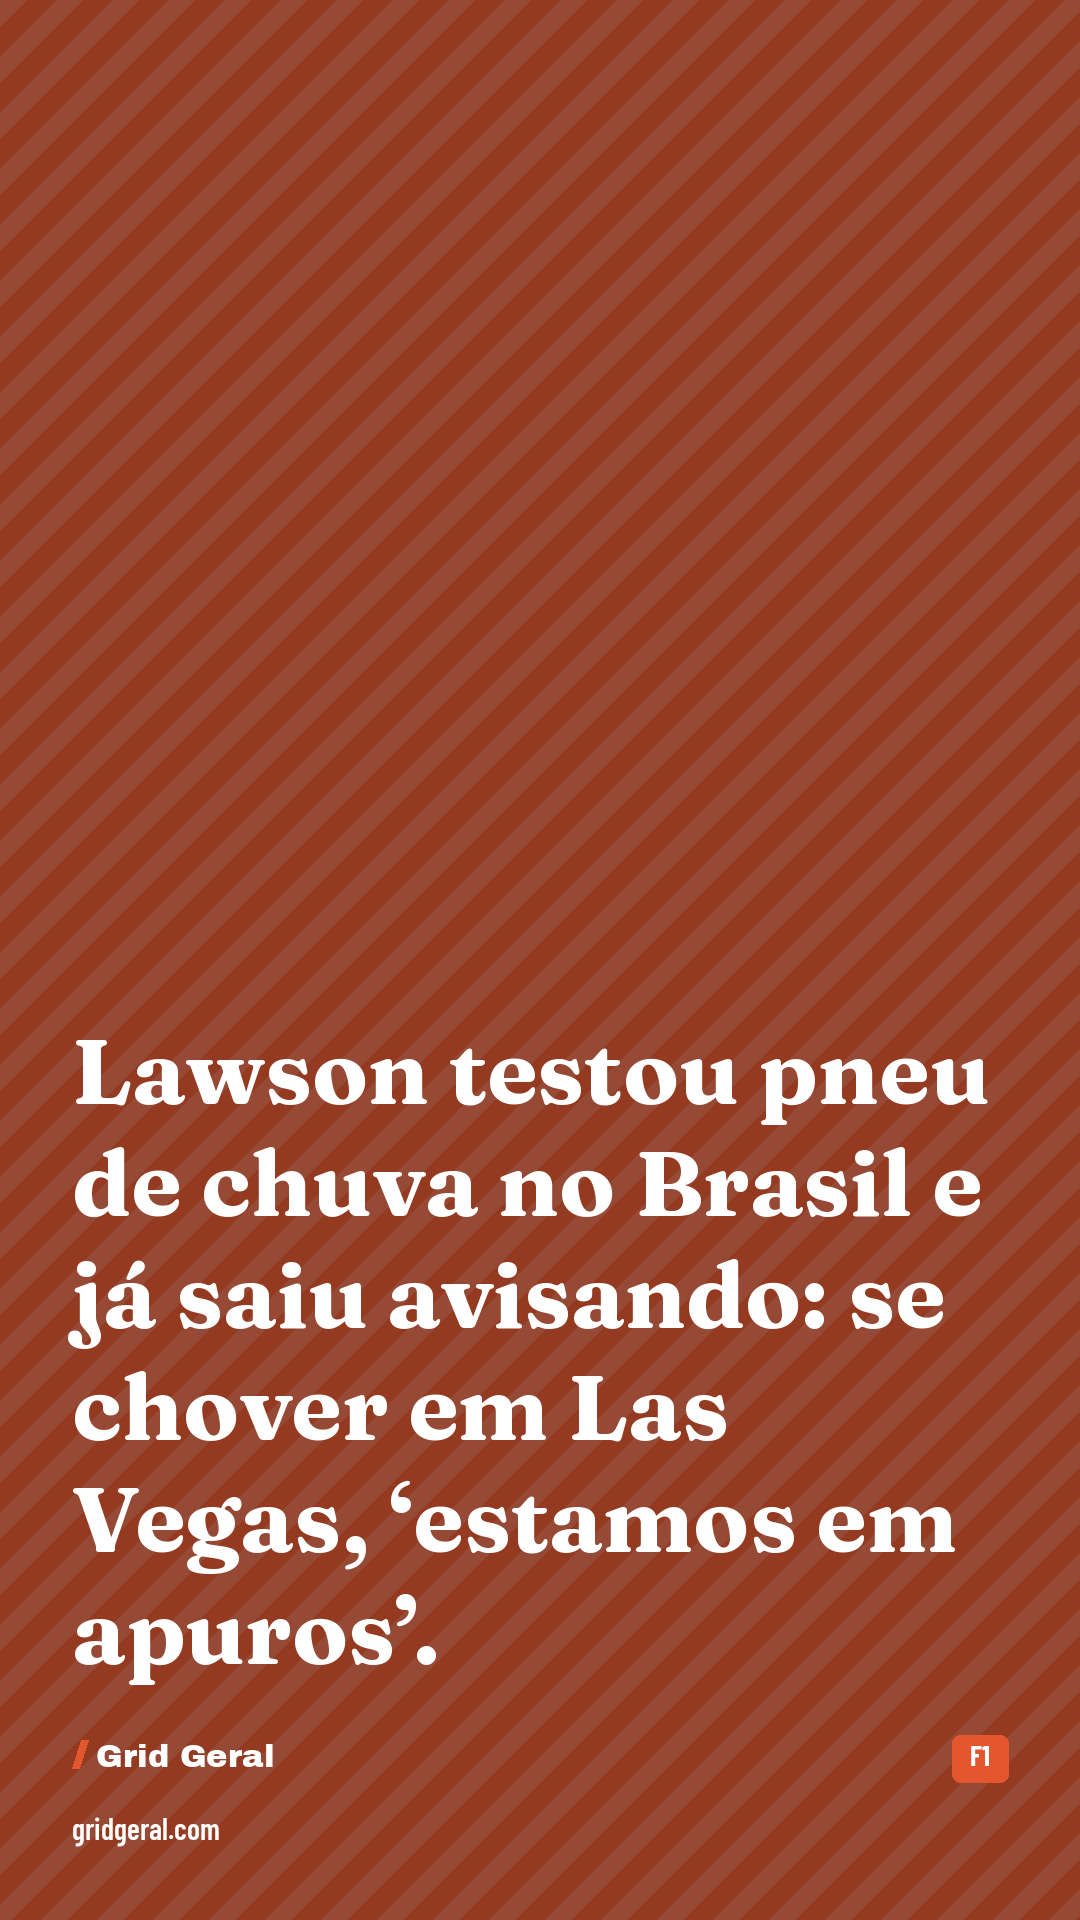 Lawson testou pneu
de chuva no Brasil e
já saiu avisando: se
chover em Las
Vegas, ‘estamos em
apuros’.
/ Grid Geral
F1
gridgeral.com